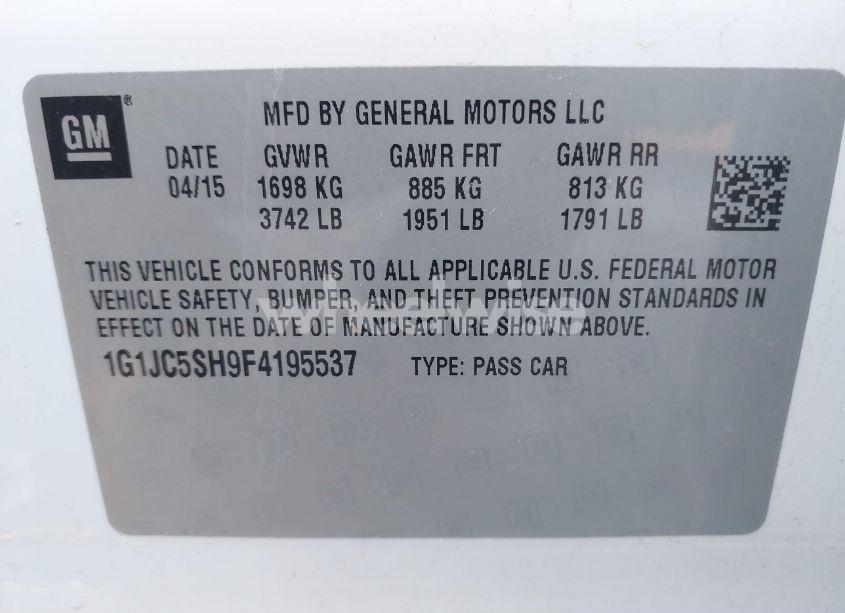 GM®
MFD BY GENERAL MOTORS LLC
DATE GVWR GAWR FRT GAWR RR
04/15 1698 KG 885 KG 813 KG
3742 LB 1951 LB 1791 LB
THIS VEHICLE CONFORMS TO ALL APPLICABLE U.S. FEDERAL MOTOR
VEHICLE SAFETY, BUMPER, AND THEFT PREVENTION STANDARDS IN
EFFECT ON THE DATE OF MANUFACTURE SHOWN ABOVE.
wheelwise
1G1JC5SH9F4195537 TYPE: PASS CAR